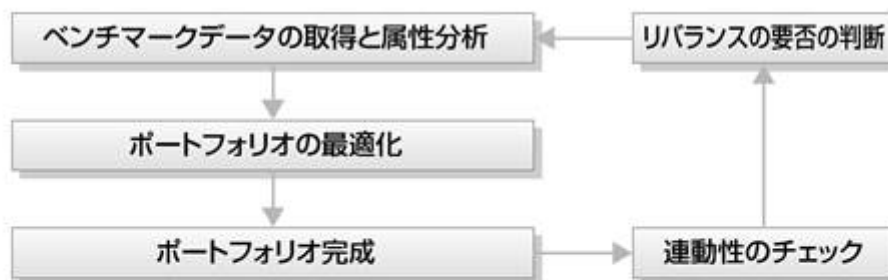 ベンチマークデータの取得と属性分析
リバランスの要否の判断
ポートフォリオの最適化
ポートフォリオ完成
連動性のチェック